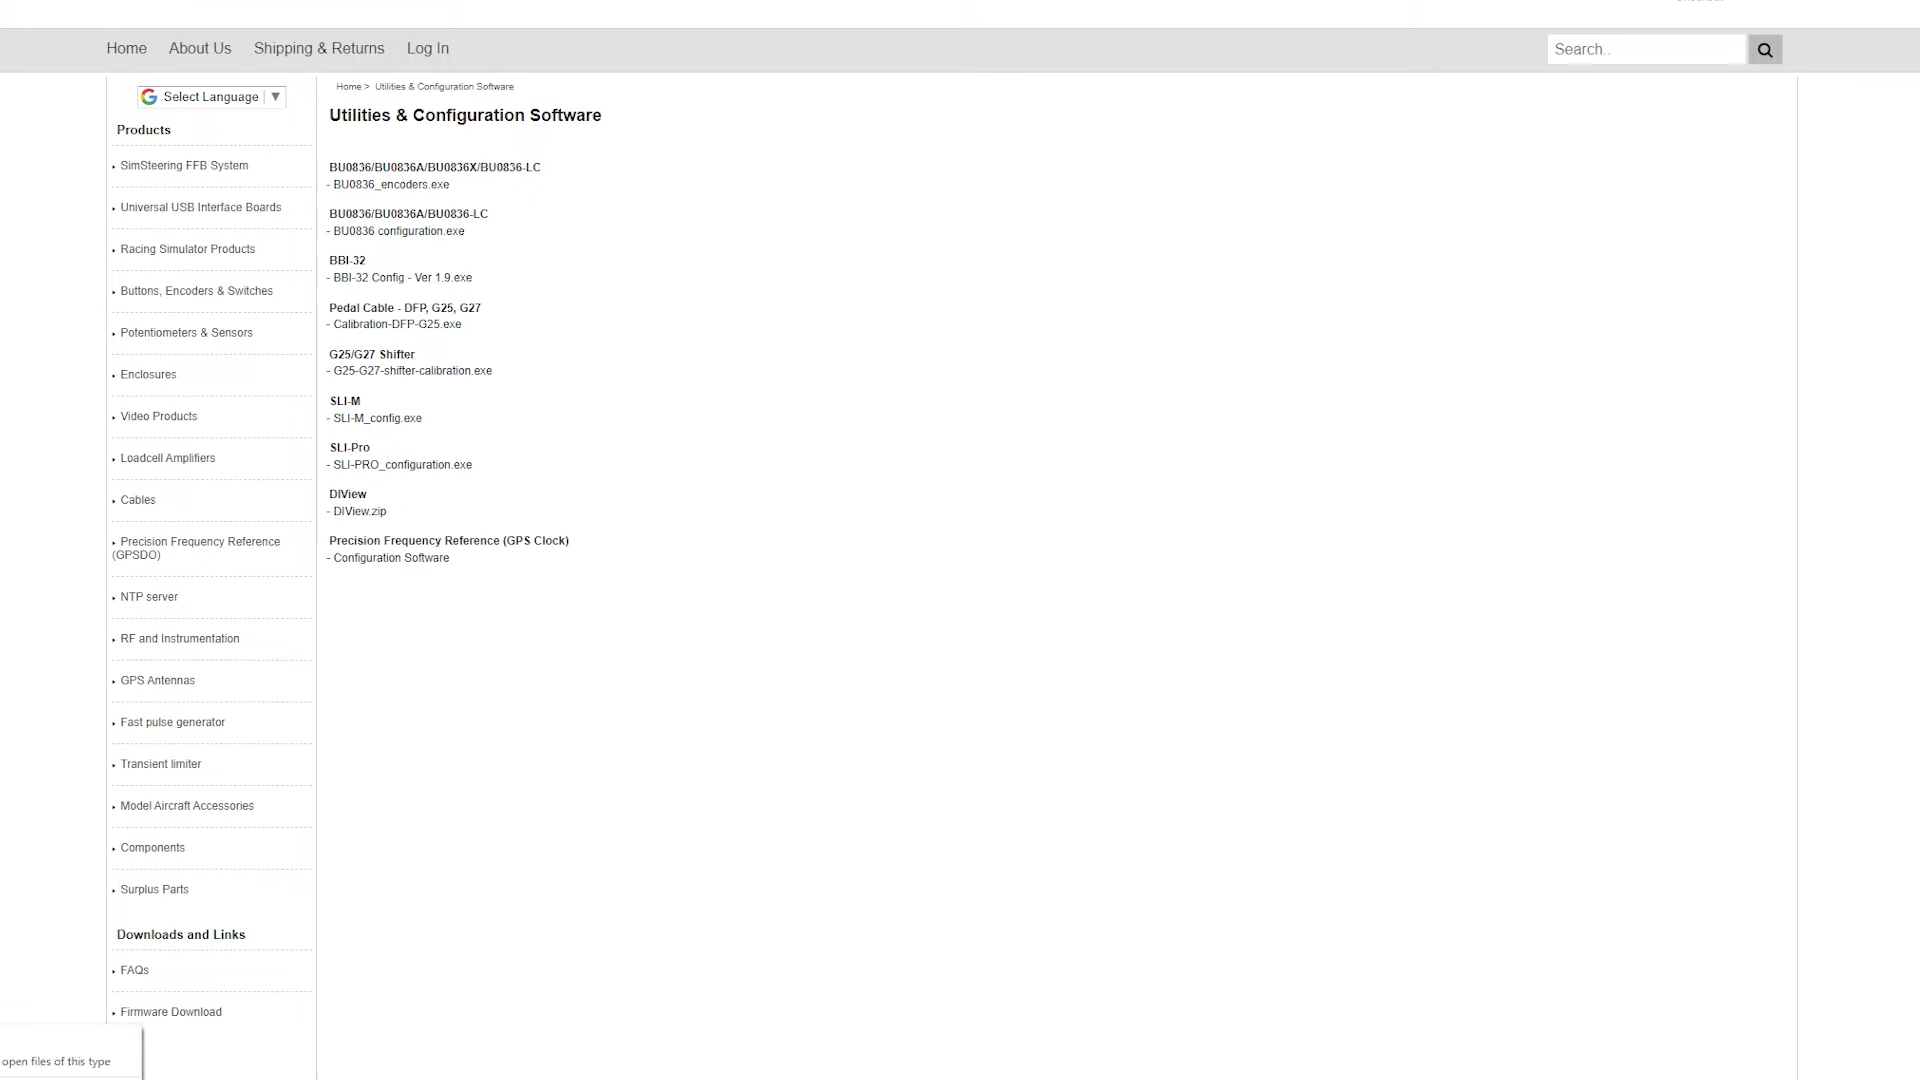 Home About Us Shipping & Returns Log In
Search..
Select Language ▼
Products
SimSteering FFB System
Universal USB Interface Boards
Racing Simulator Products
Buttons, Encoders & Switches
Potentiometers & Sensors
Enclosures
Video Products
Loadcell Amplifiers
Cables
Precision Frequency Reference
(GPSDO)
NTP server
RF and Instrumentation
GPS Antennas
Fast pulse generator
Transient limiter
Model Aircraft Accessories
Components
Surplus Parts
Downloads and Links
FAQs
Firmware Download
open files of this type
Home > Utilities & Configuration Software
Utilities & Configuration Software
BU0836/BU0836A/BU0836X/BU0836-LC
- BU0836_encoders.exe
BU0836/BU0836A/BU0836-LC
- BU0836 configuration.exe
BBI-32
- BBI-32 Config - Ver 1.9.exe
Pedal Cable - DFP, G25, G27
- Calibration-DFP-G25.exe
G25/G27 Shifter
- G25-G27-shifter-calibration.exe
SLI-M
- SLI-M_config.exe
SLI-Pro
- SLI-PRO_configuration.exe
DIView
- DIView.zip
Precision Frequency Reference (GPS Clock)
- Configuration Software